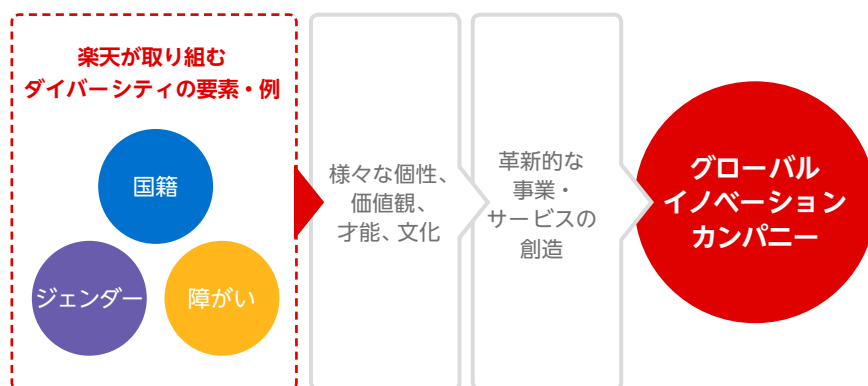 楽天が取り組む
ダイバーシティの要素・例
国籍
ジェンダー
障がい
様々な個性、
価値観、
才能、文化
革新的な
事業・
サービスの
創造
グローバル
イノベーション
カンパニー